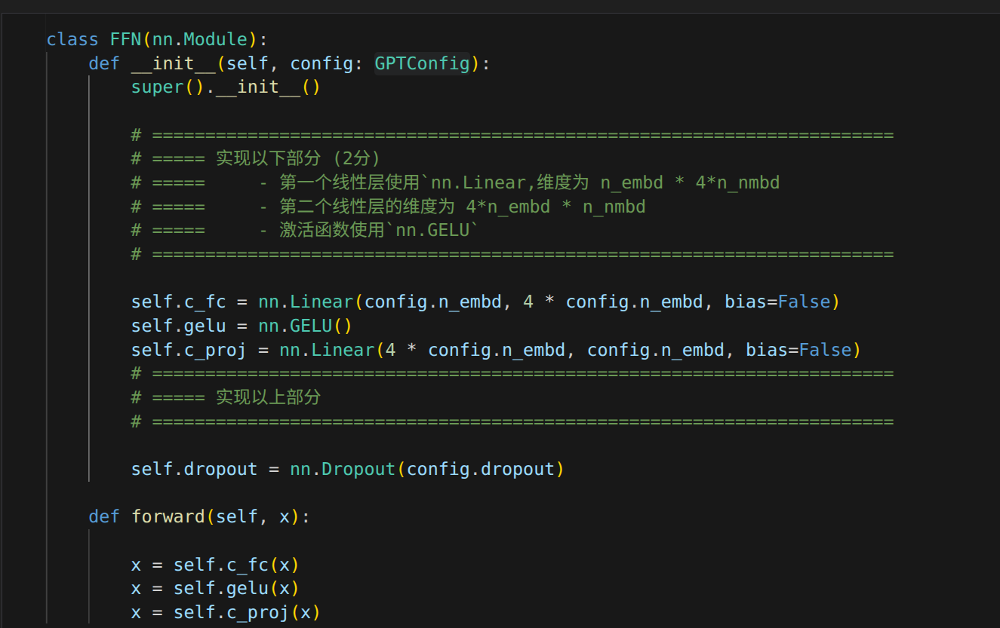 class FFN(nn.Module):
    def __init__(self, config: GPTConfig):
        super().__init__()
        # ======================================================================
        # ===== 实现以下部分 (2分)
        # =====     - 第一个线性层使用`nn.Linear,维度为 n_embd * 4*n_nmbd
        # =====     - 第二个线性层的维度为 4*n_embd * n_nmbd
        # =====     - 激活函数使用`nn.GELU`
        # ======================================================================
        self.c_fc = nn.Linear(config.n_embd, 4 * config.n_embd, bias=False)
        self.gelu = nn.GELU()
        self.c_proj = nn.Linear(4 * config.n_embd, config.n_embd, bias=False)
        # ======================================================================
        # ===== 实现以上部分
        # ======================================================================
        self.dropout = nn.Dropout(config.dropout)
    def forward(self, x):
        x = self.c_fc(x)
        x = self.gelu(x)
        x = self.c_proj(x)